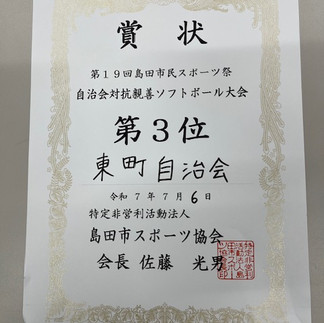 賞状
第19回島田市民スポーツ祭
自治会対抗親善ソフトボール大会
第3位
東町自治会
令和7年7月6日
特定非営利活動法人
島田市スポーツ協会
会長 佐藤 光男